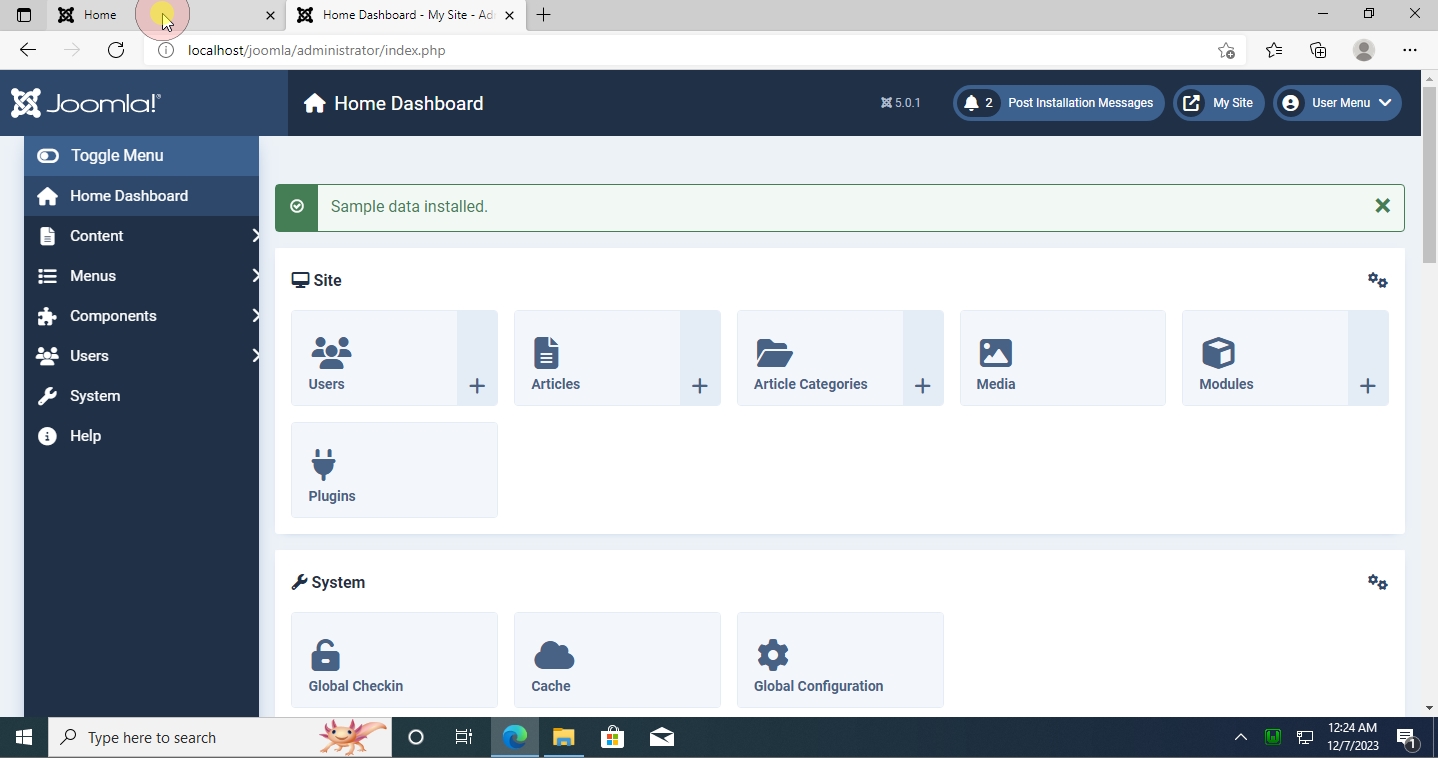 Home
Home Dashboard - My Site - Ad
localhost/joomla/administrator/index.php
Joomla!®
Home Dashboard
5.0.1
2 Post Installation Messages
My Site
User Menu
Toggle Menu
Home Dashboard
Content
Menus
Components
Users
System
Help
Sample data installed.
Site
Users
Articles
Article Categories
Media
Modules
Plugins
System
Global Checkin
Cache
Global Configuration
Type here to search
12:24 AM
12/7/2023
1